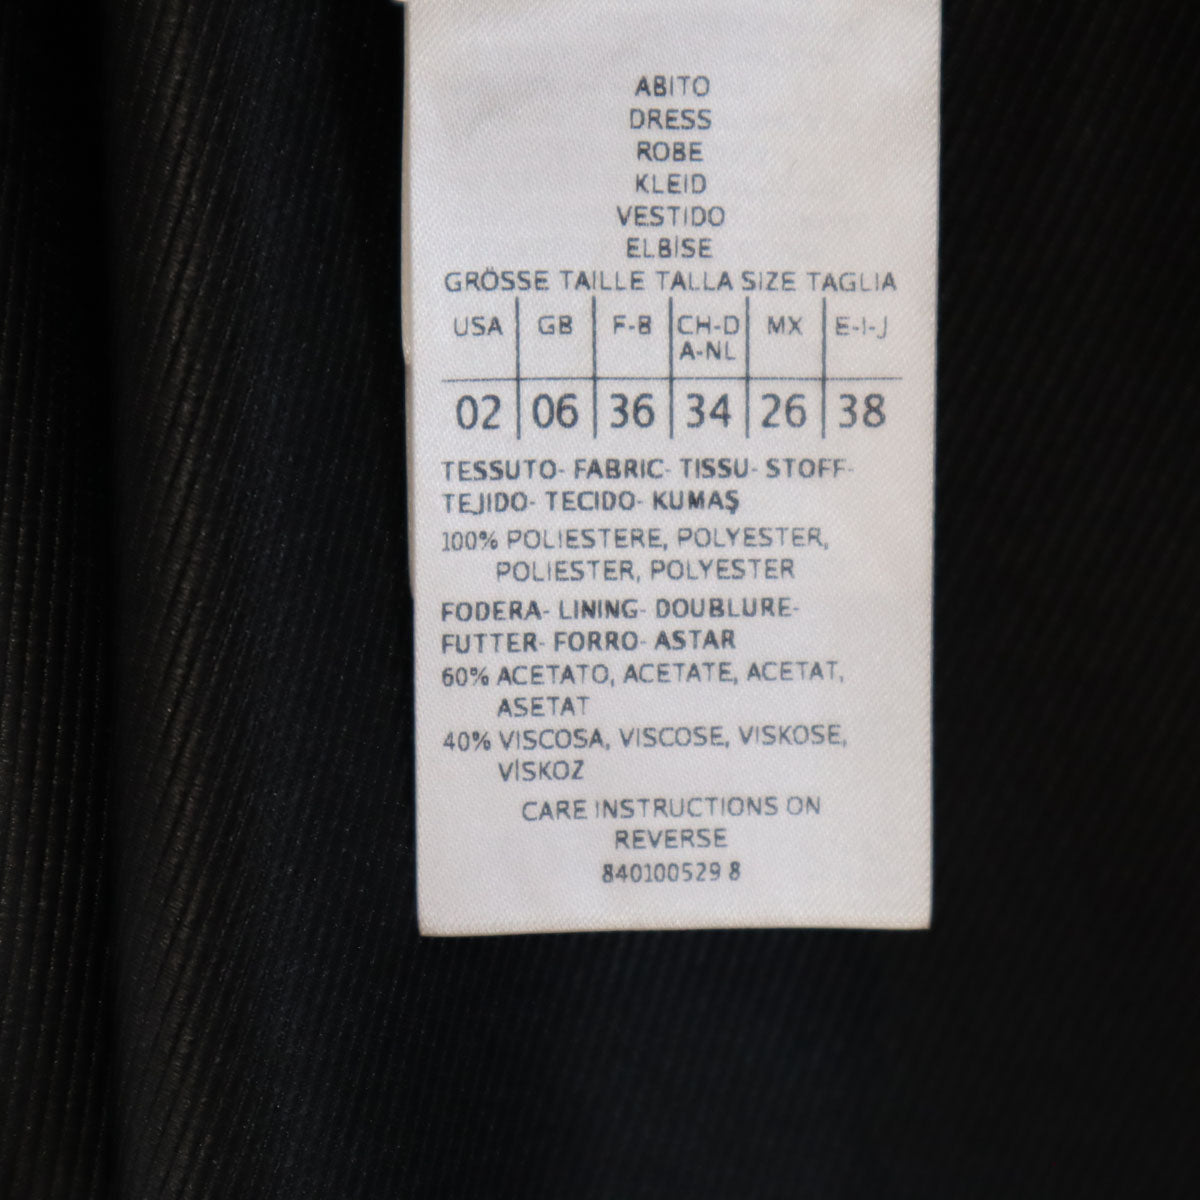 ABITO
DRESS
ROBE
KLEID
VESTIDO
ELBİSE
GRÖSSE TAILLE TALLA SIZE TAGLIA
USA GB F-B CH-D A-NL MX E-I-J
02 06 36 34 26 38
TESSUTO- FABRIC- TISSU- STOFF-
TEJIDO- TECIDO- KUMAŞ
100% POLIESTERE, POLYESTER,
POLIESTER, POLYESTER
FODERA- LINING- DOUBLURE-
FUTTER- FORRO- ASTAR
60% ACETATO, ACETATE, ACETAT,
ASETAT
40% VISCOSA, VISCOSE, VISKOSE,
VİSKOZ
CARE INSTRUCTIONS ON
REVERSE
840100529 8